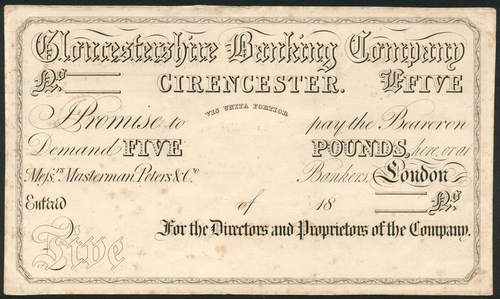 Gloucestershire Banking Company
No. CIRENCESTER. £FIVE
VIS UNITA FORTIOR
I Promise to pay the Bearer on
Demand FIVE POUNDS, here, or at
Messrs. Masterman, Peters & Co. Bankers London
Entd. of 18 No.
For the Directors and Proprietors of the Company.
Five